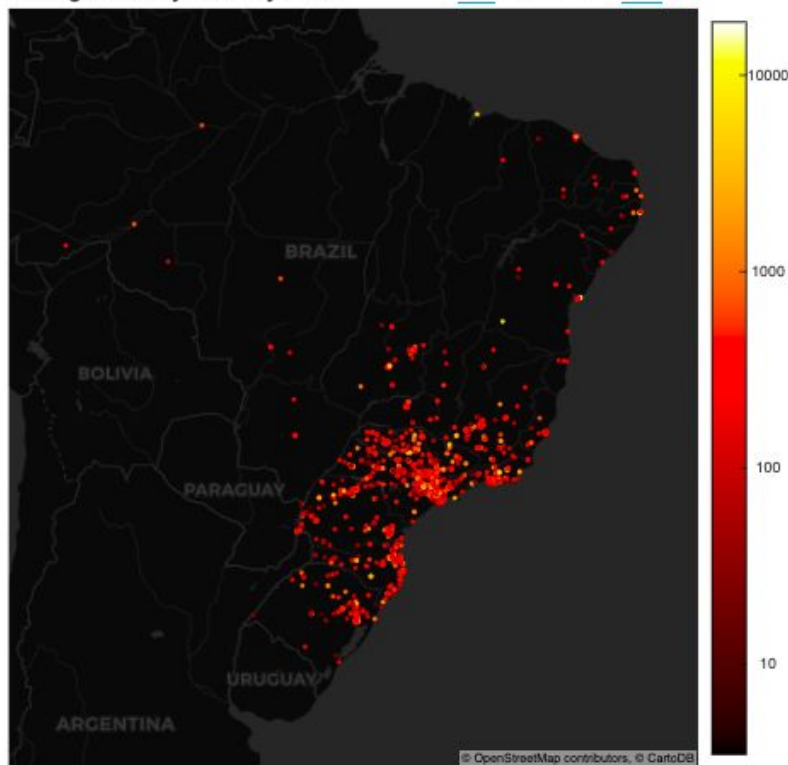 10000
BRAZIL
1000
BOLIVIA
100
PARAGUAY
10
URUGUAY
ARGENTINA
© OpenStreetMap contributors, © CartoDB